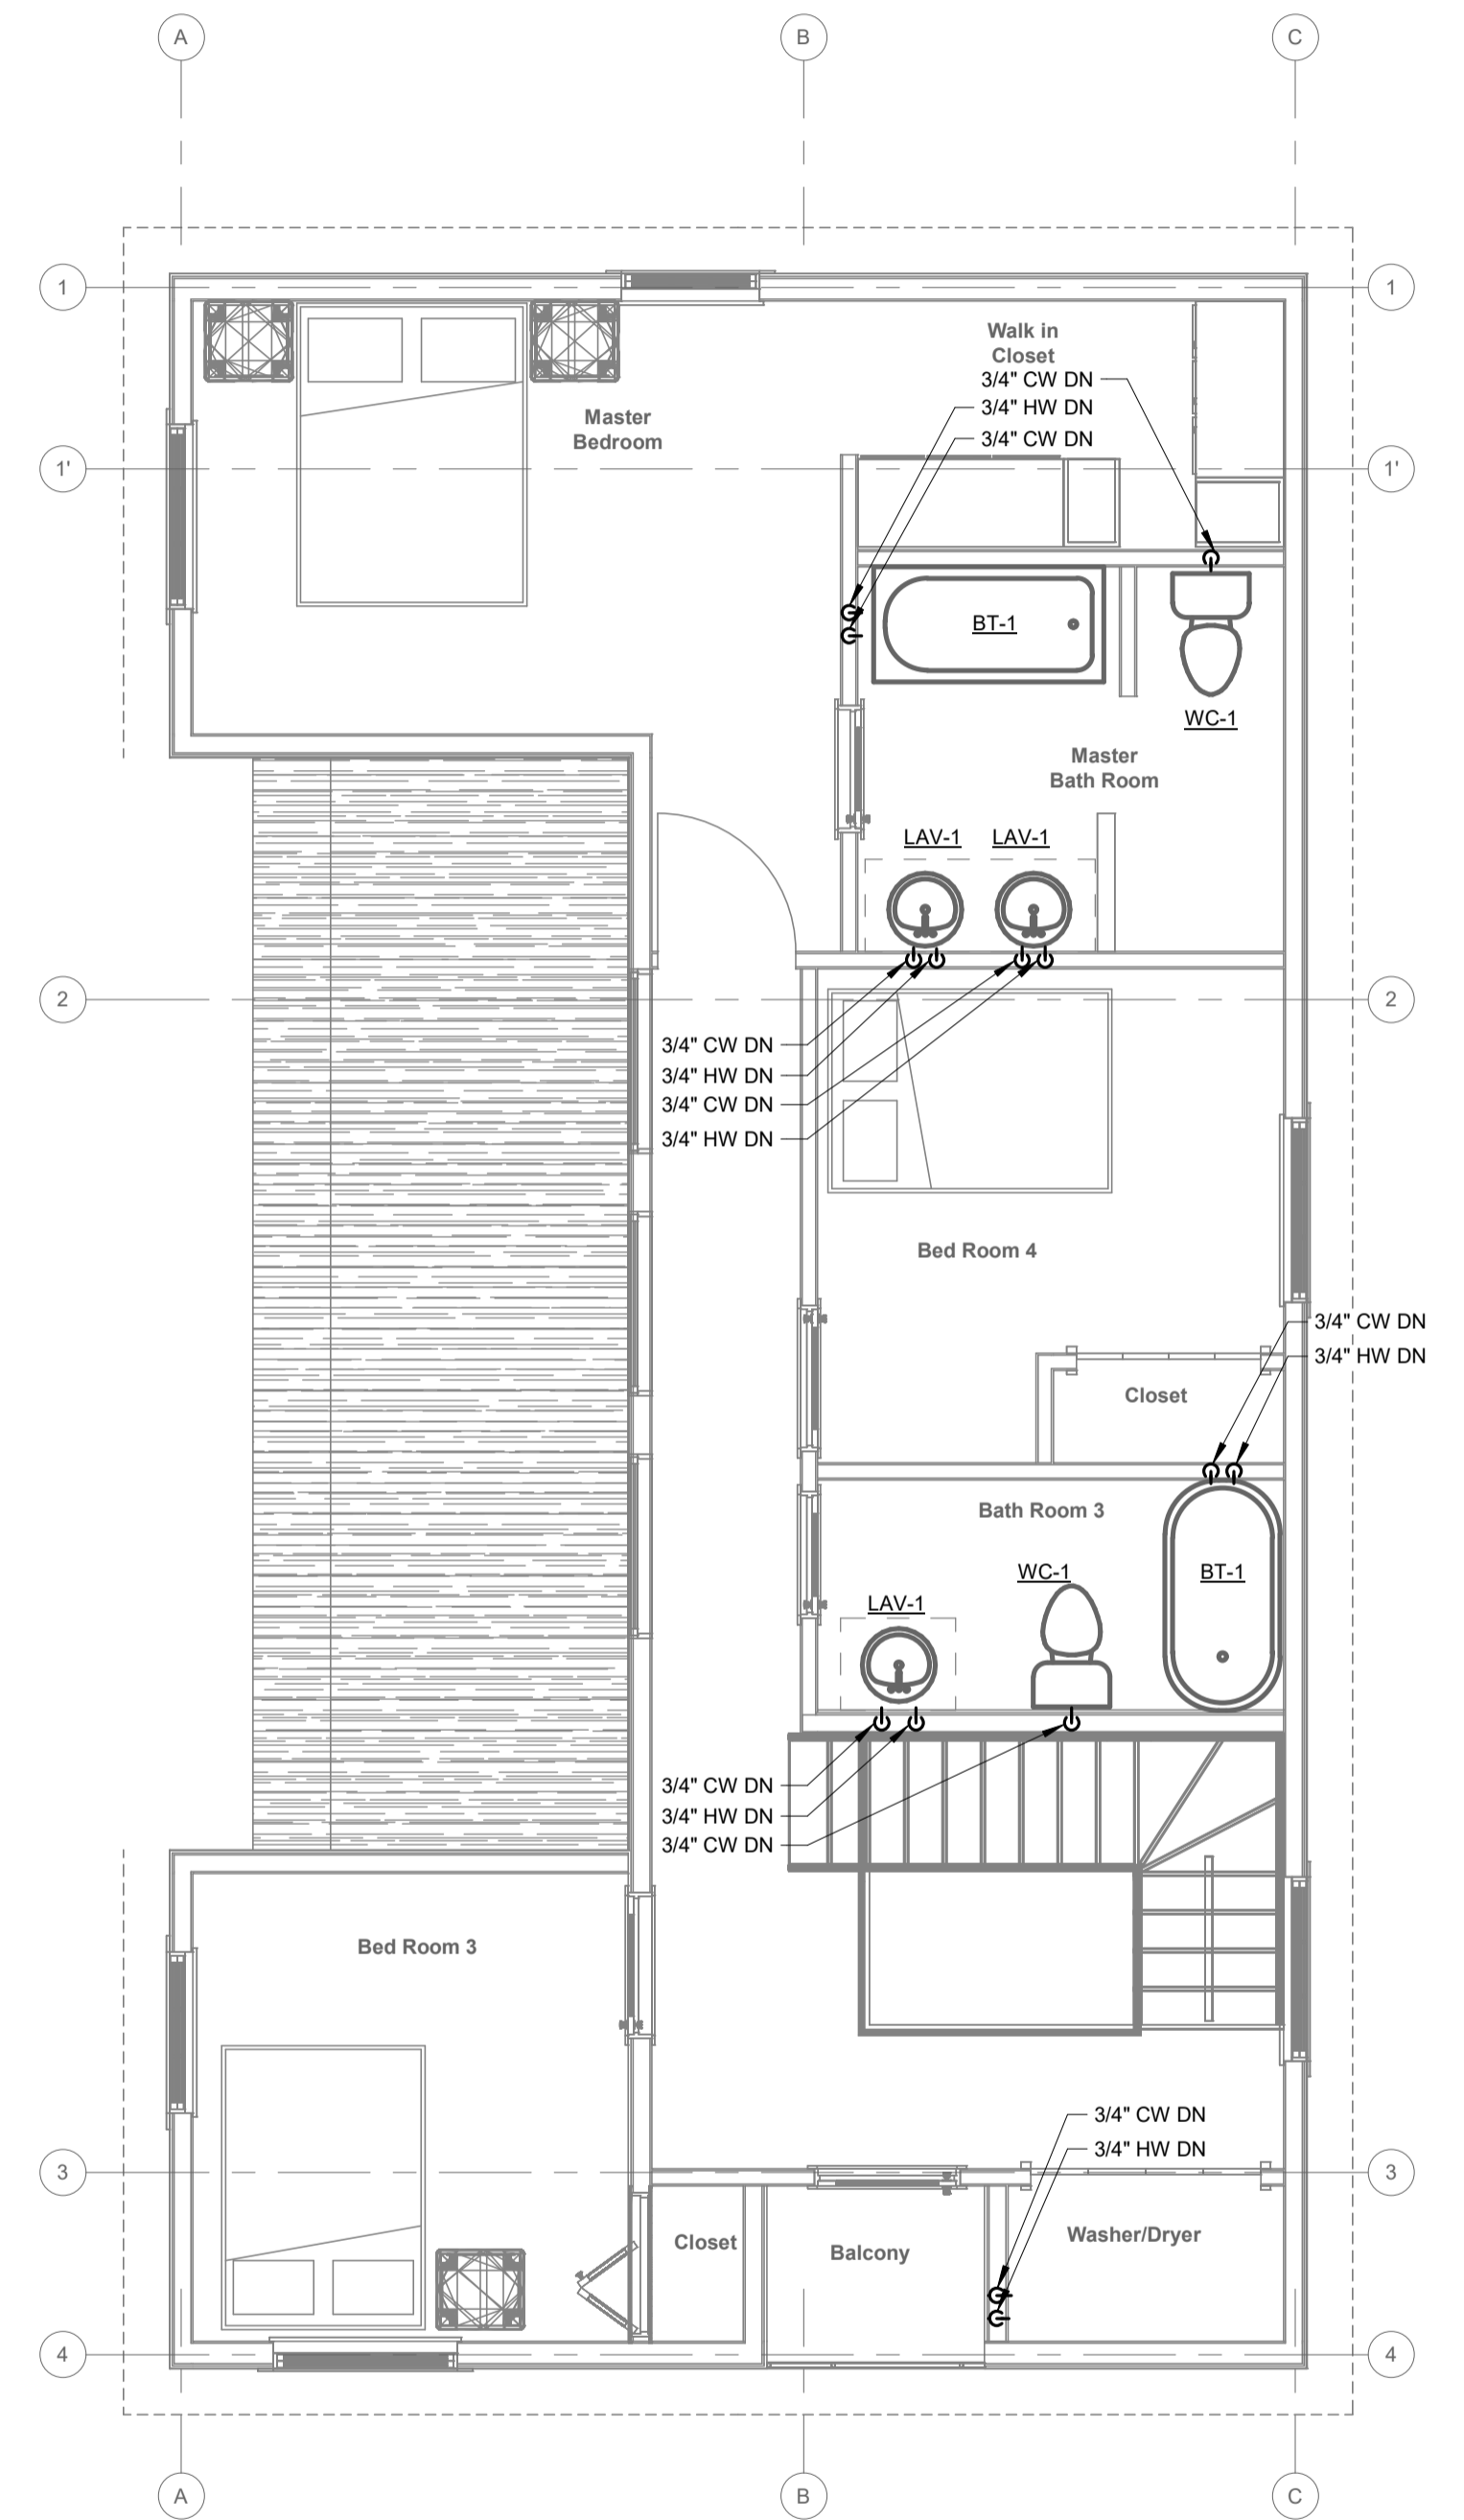 A
B
C
1
1
Walk in
Closet
3/4" CW DN
3/4" HW DN
3/4" CW DN
Master
Bedroom
1'
1'
BT-1
WC-1
Master
Bath Room
LAV-1
LAV-1
2
2
3/4" CW DN
3/4" HW DN
3/4" CW DN
3/4" HW DN
Bed Room 4
3/4" CW DN
3/4" HW DN
Closet
Bath Room 3
WC-1
BT-1
LAV-1
3/4" CW DN
3/4" HW DN
3/4" CW DN
Bed Room 3
3/4" CW DN
3/4" HW DN
3
3
Closet
Balcony
Washer/Dryer
4
4
A
B
C